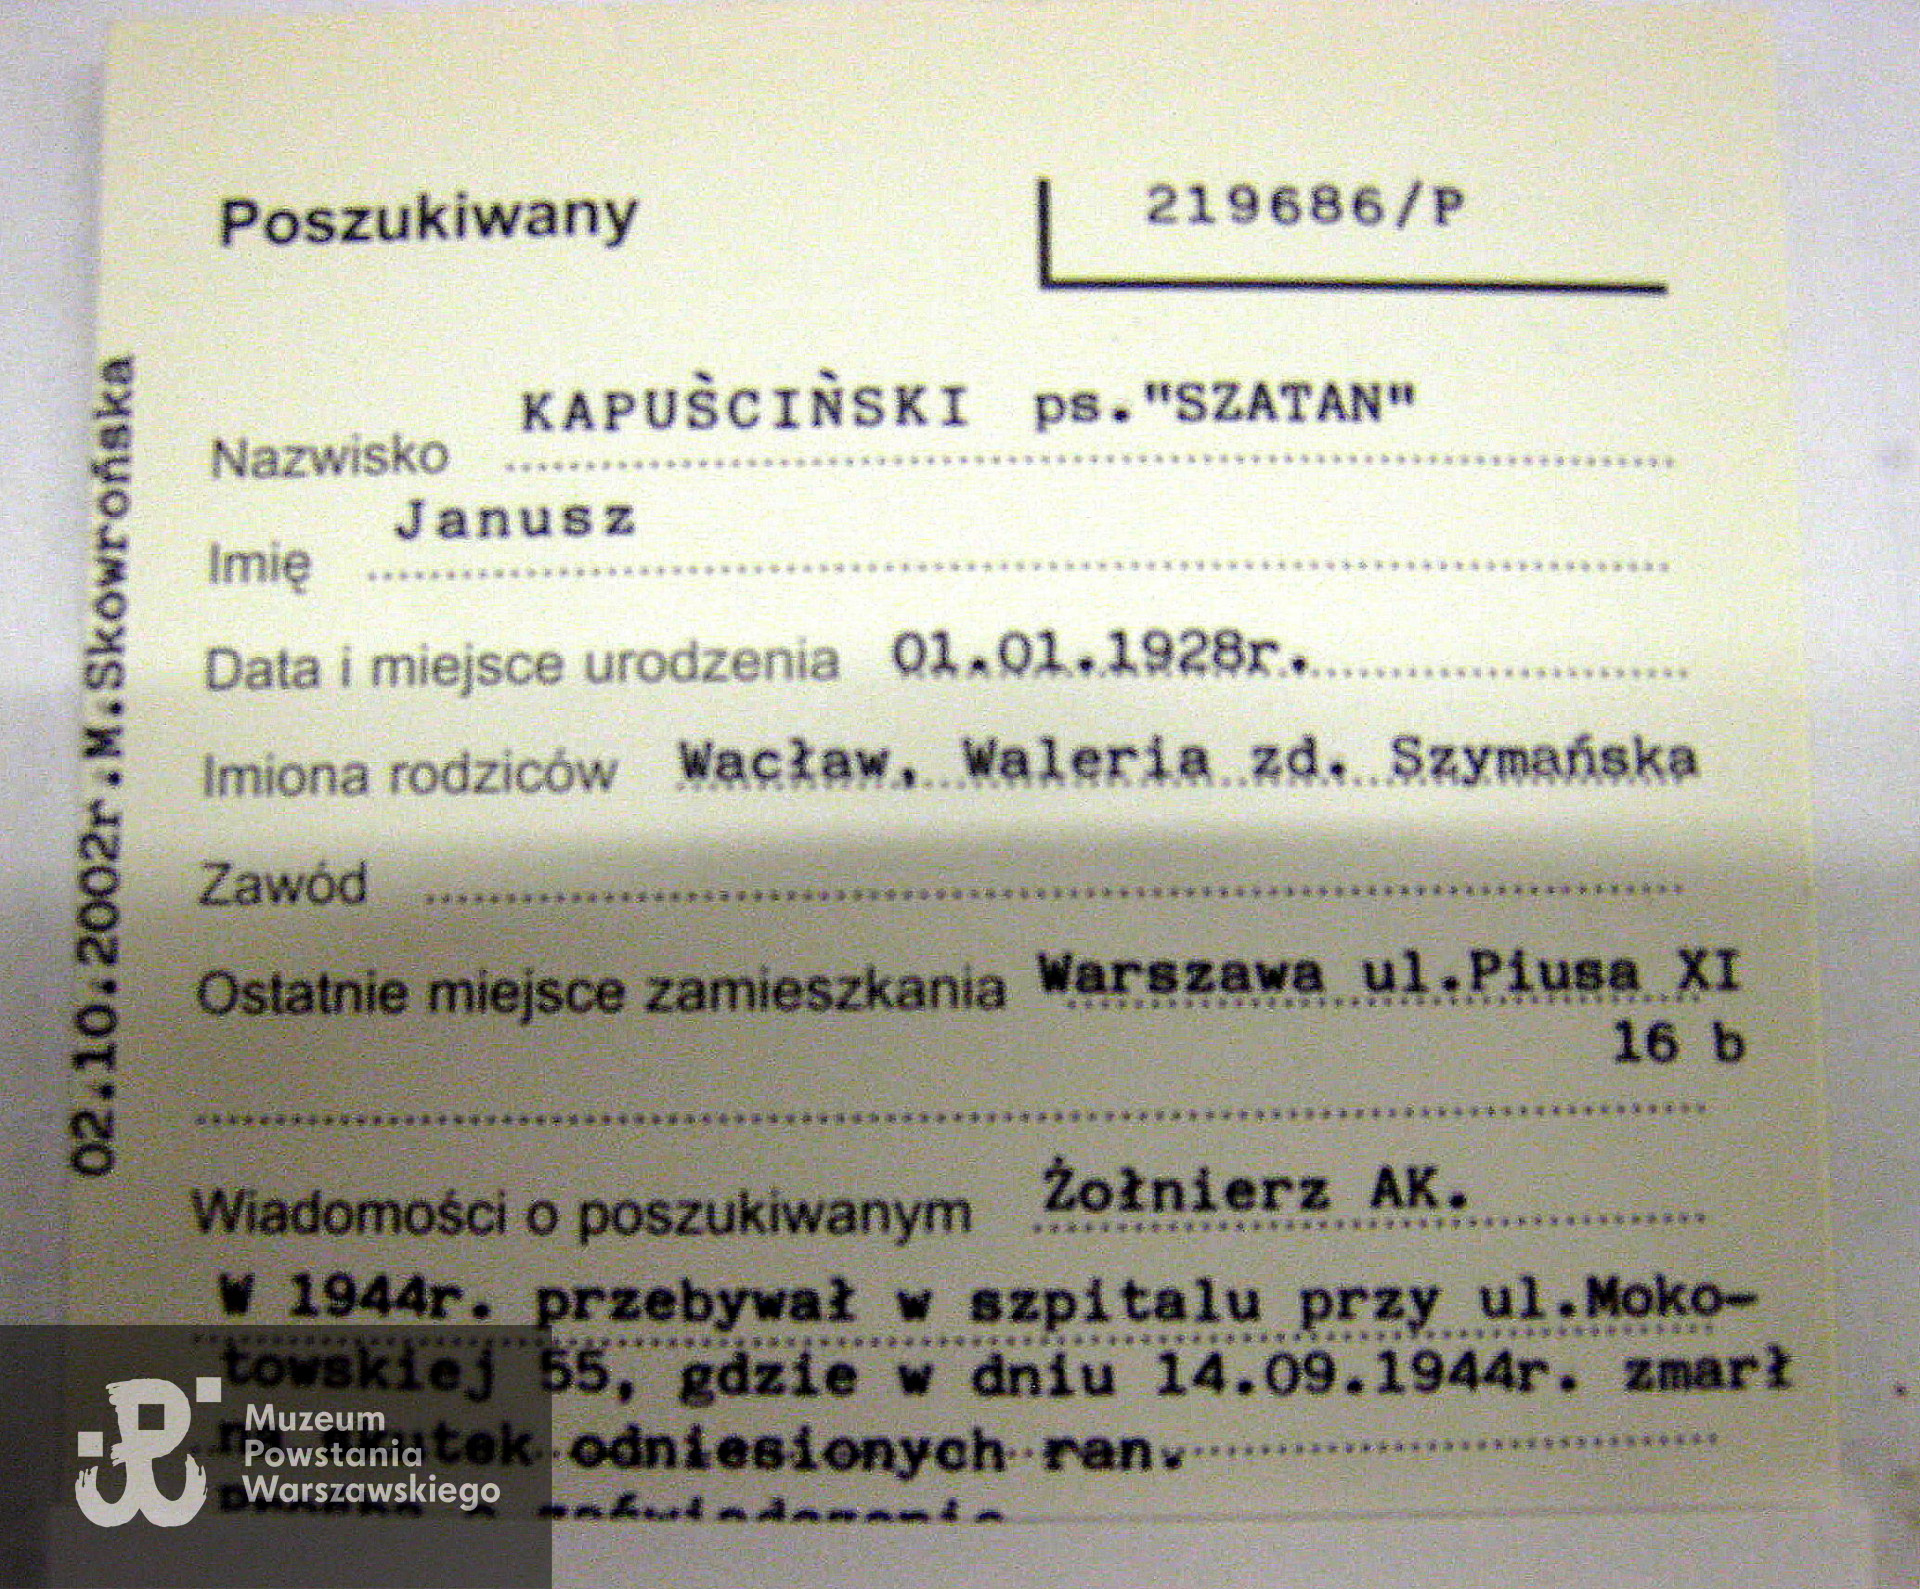 Poszukiwany
219686/P
KAPUŚCIŃSKI ps."SZATAN"
Nazwisko
Janusz
Imię
Data i miejsce urodzenia 01.01.1928r.
Imiona rodziców Wacław, Waleria zd. Szymańska
Zawód
Ostatnie miejsce zamieszkania Warszawa ul.Piusa XI
16 b
Wiadomości o poszukiwanym Żołnierz AK.
W 1944r. przebywał w szpitalu przy ul.Moko-
towskiej 55, gdzie w dniu 14.09.1944r. zmarł
na skutek odniesionych ran.
02.10.2002r.M.Skowrońska
Muzeum
Powstania
Warszawskiego